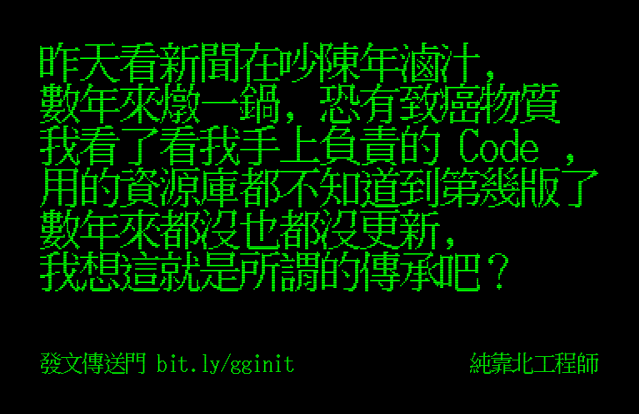 昨天看新聞在吵陳年滷汁，
數年來燉一鍋，恐有致癌物質
我看了看我手上負責的 Code ，
用的資源庫都不知道到第幾版了
數年來都沒也都沒更新，
我想這就是所謂的傳承吧？
發文傳送門 bit.ly/gginit
純靠北工程師